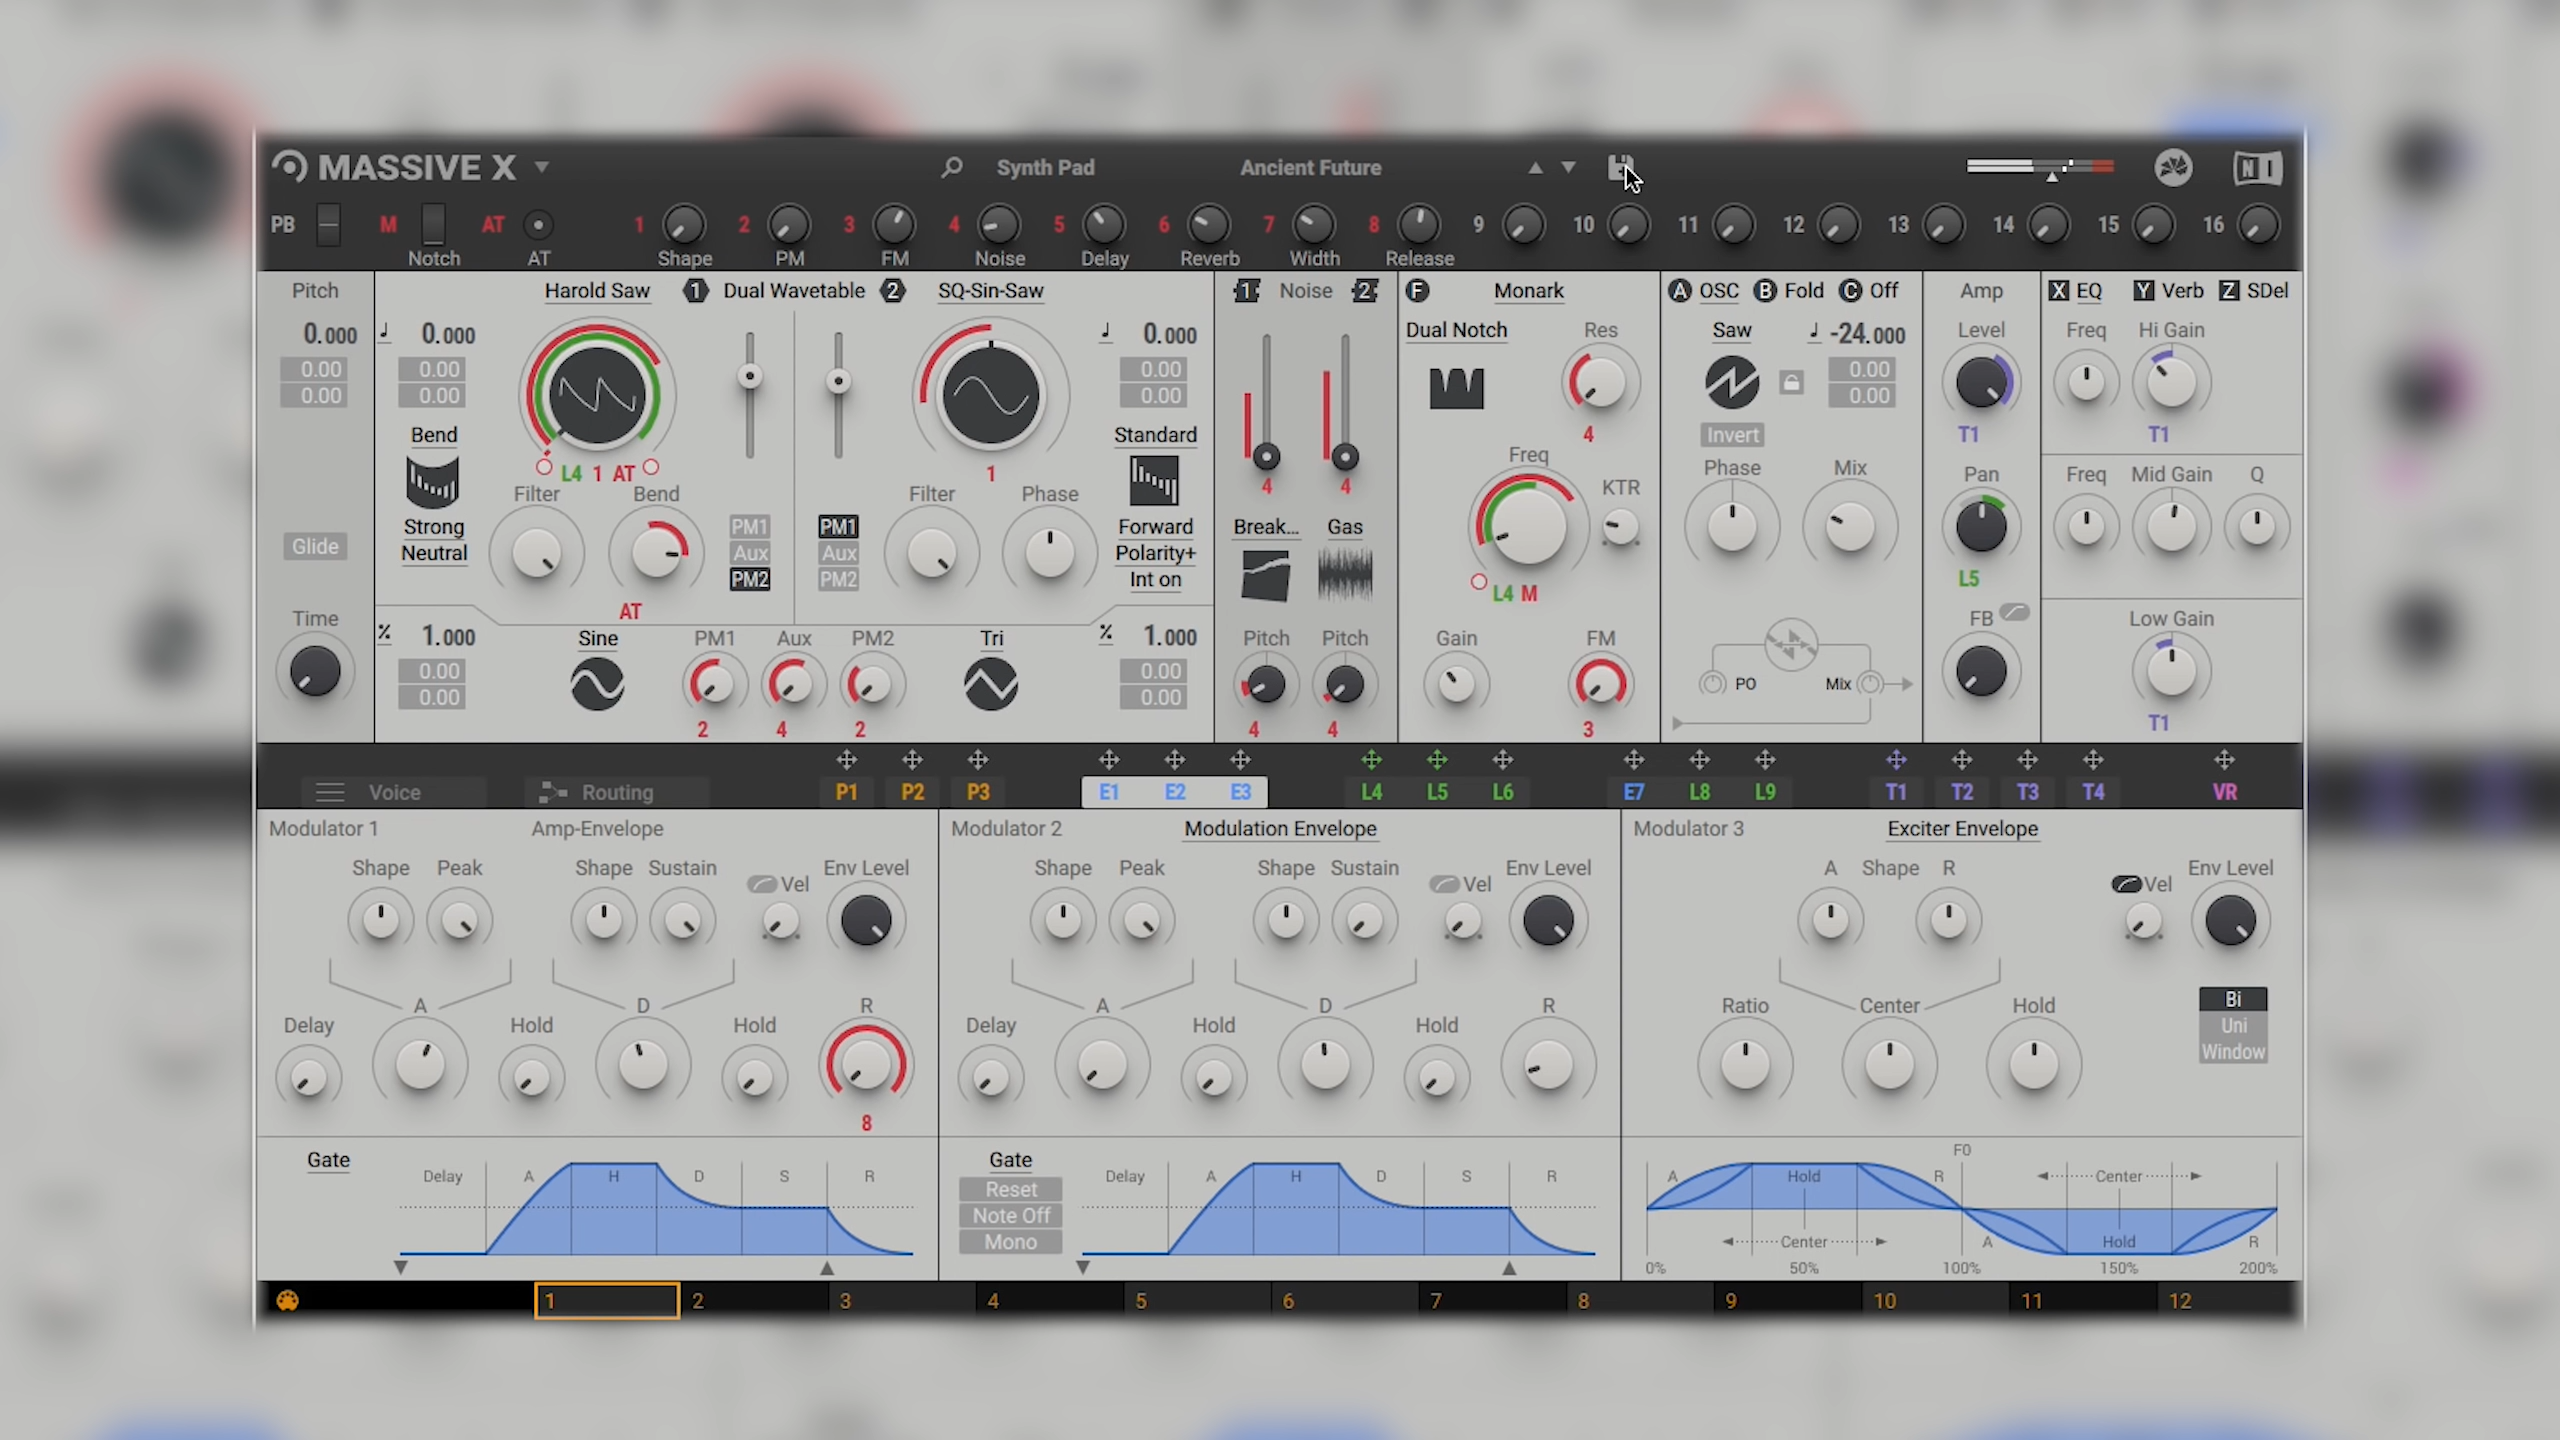 MASSIVE X Synth Pad Ancient Future NI
PB M AT 1 2 3 4 5 6 7 8 9 10 11 12 13 14 15 16
Notch AT Shape PM FM Noise Delay Reverb Width Release
Pitch Harold Saw 1 Dual Wavetable 2 SQ-Sin-Saw 1 Noise 2 F Monark A OSC B Fold C Off Amp X EQ Y Verb Z SDel
0.000 0.000 0.000 Dual Notch Res Saw -24.000 Level Freq Hi Gain
0.00 0.00 0.00 0.00
0.00 0.00 0.00 0.00
Bend Standard 4 Invert T1 T1
L4 1 AT 1 4 4 Freq Phase Mix Pan Freq Mid Gain Q
Filter Bend Filter Phase KTR
Strong PM1 PM1 Forward Break... Gas
Neutral Aux Aux Polarity+
Glide PM2 PM2 Int on L4 M L5
AT
Time 1.000 Sine PM1 Aux PM2 Tri 1.000 Pitch Pitch Gain FM FB Low Gain
0.00 0.00
0.00 0.00 PO Mix
2 4 2 4 4 3 T1
Voice Routing P1 P2 P3 E1 E2 E3 L4 L5 L6 E7 L8 L9 T1 T2 T3 T4 VR
Modulator 1 Amp-Envelope Modulator 2 Modulation Envelope Modulator 3 Exciter Envelope
Shape Peak Shape Sustain Vel Env Level Shape Peak Shape Sustain Vel Env Level A Shape R Vel Env Level
Delay A Hold D Hold R Delay A Hold D Hold R Ratio Center Hold Bi
Uni
Window
8
Gate Delay A H D S R Gate Delay A H D S R A Hold R F0 Center
Reset
Note Off
Mono Center A Hold R
0% 50% 100% 150% 200%
1 2 3 4 5 6 7 8 9 10 11 12